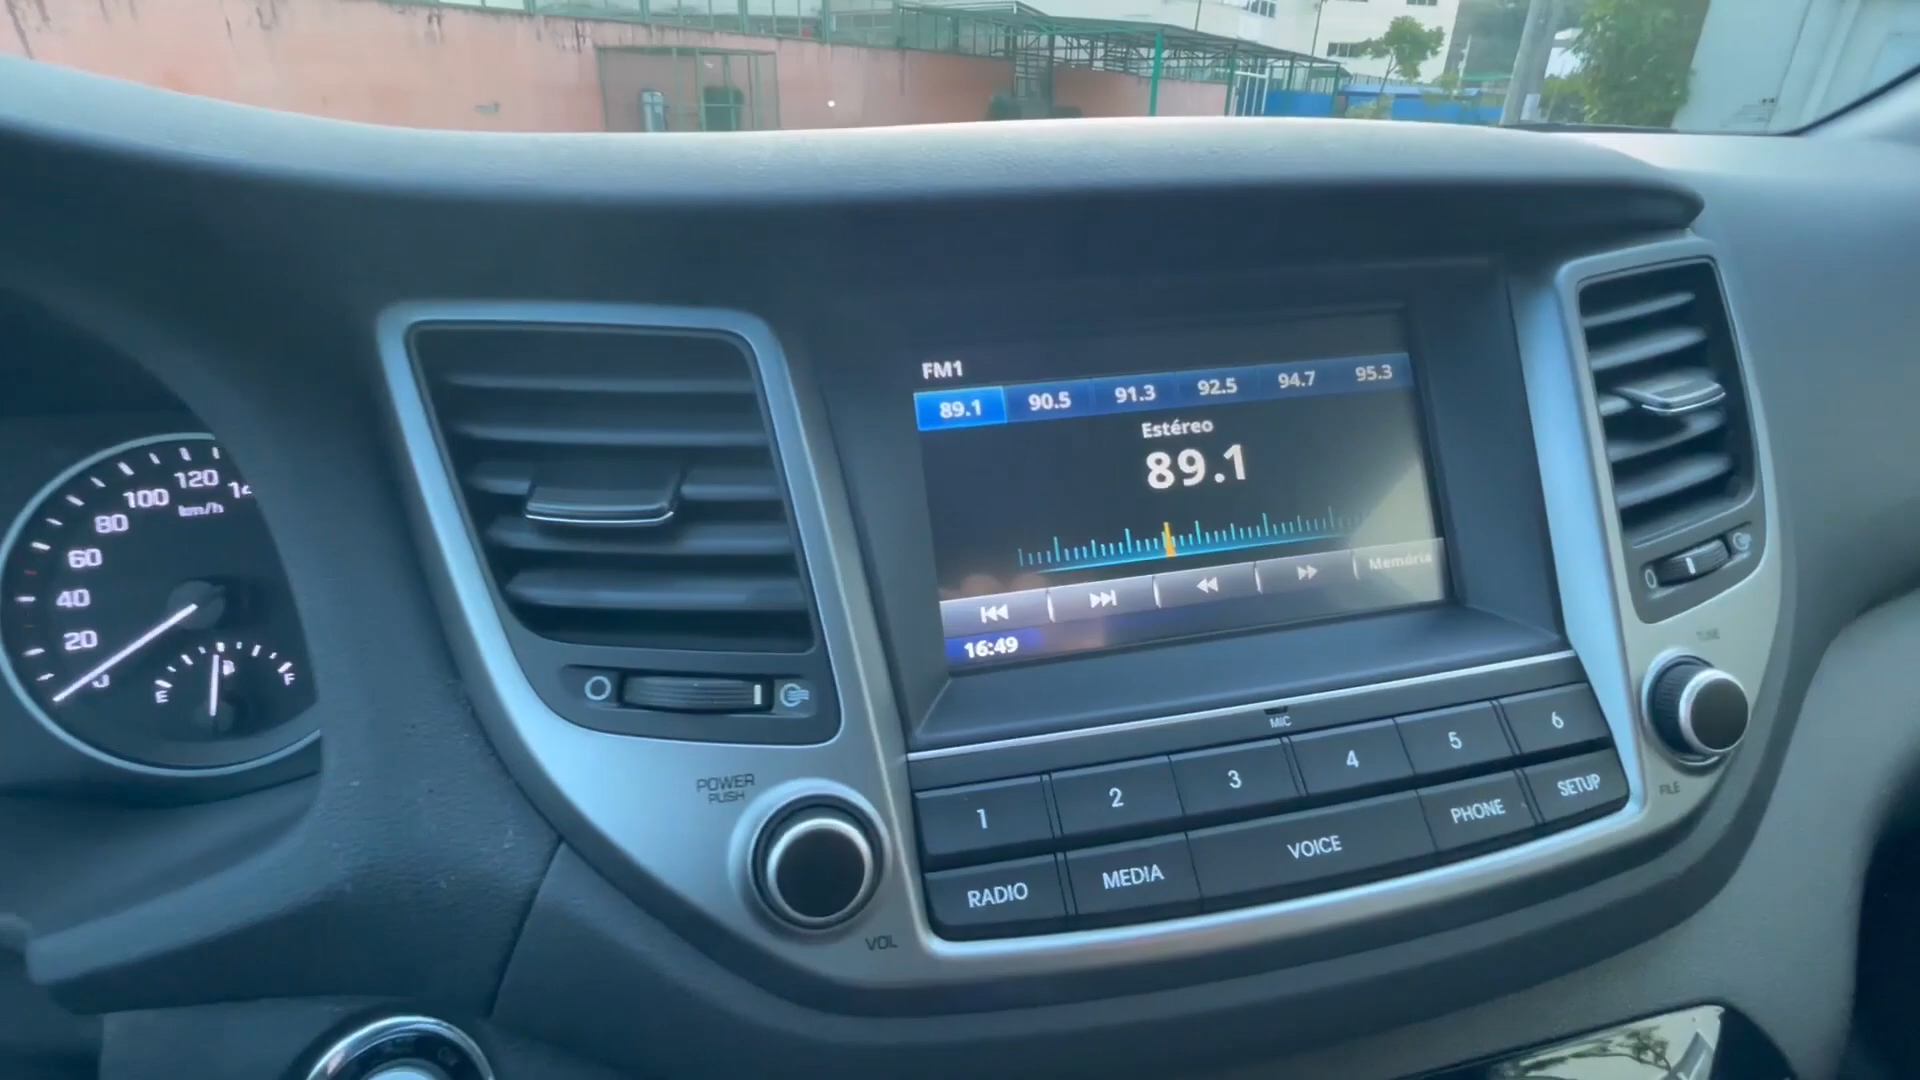 FM1
89.1 90.5 91.3 92.5 94.7 95.3
Estéreo
89.1
Memória
16:49
MIC
1 2 3 4 5 6
RADIO MEDIA VOICE PHONE SETUP
POWER
PUSH
VOL
TUNE
FILE
20 40 60 80 100 120
km/h
E F